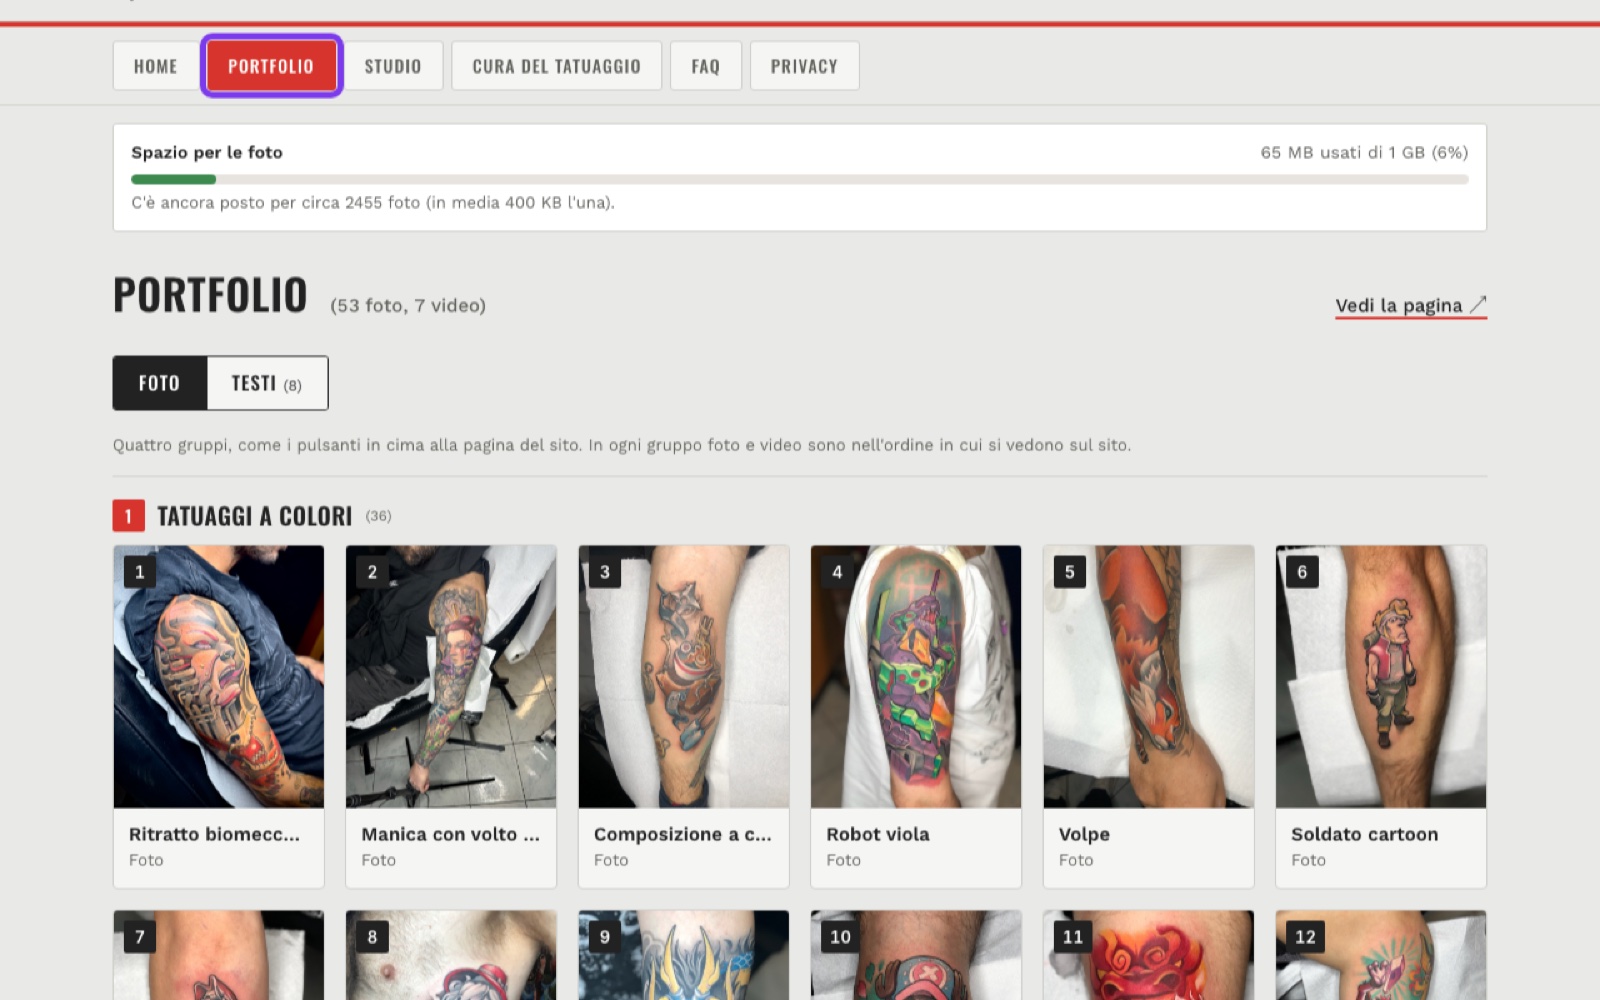 HOME
PORTFOLIO
STUDIO
CURA DEL TATUAGGIO
FAQ
PRIVACY
Spazio per le foto
65 MB usati di 1 GB (6%)
C'è ancora posto per circa 2455 foto (in media 400 KB l'una).
PORTFOLIO (53 foto, 7 video)
Vedi la pagina ↗
FOTO
TESTI (8)
Quattro gruppi, come i pulsanti in cima alla pagina del sito. In ogni gruppo foto e video sono nell'ordine in cui si vedono sul sito.
1 TATUAGGI A COLORI (36)
1
2
3
4
5
6
Ritratto biomecc...
Foto
Manica con volto ...
Foto
Composizione a c...
Foto
Robot viola
Foto
Volpe
Foto
Soldato cartoon
Foto
7
8
9
10
11
12